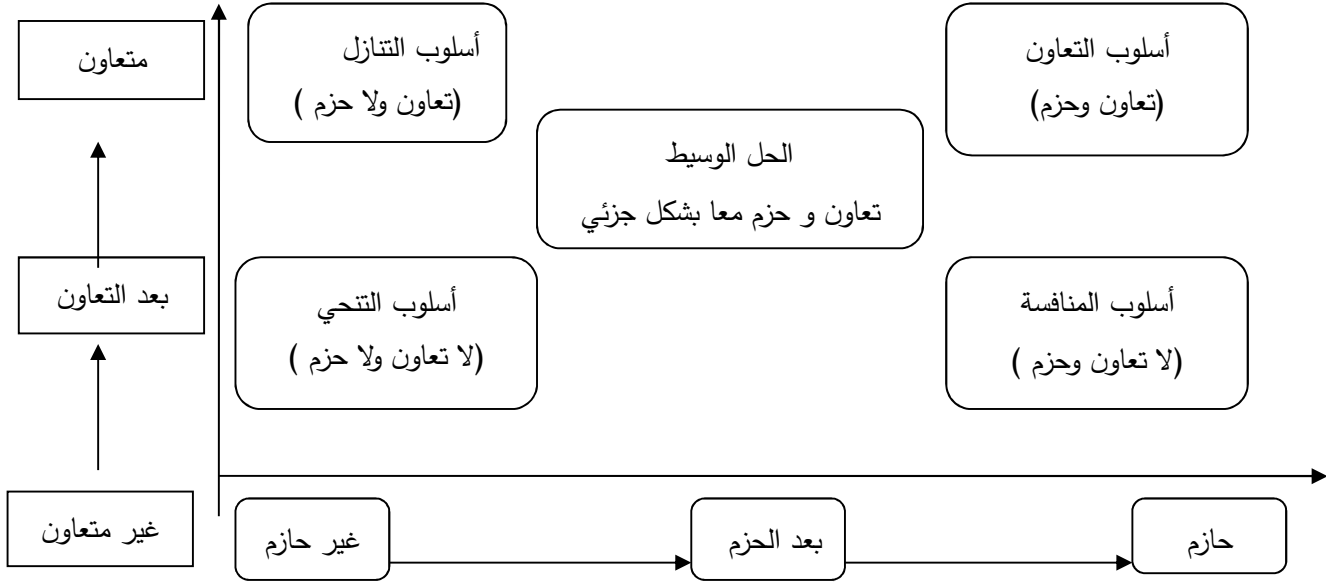 أسلوب التعاون
(تعاون وحزم)
أسلوب التنازل
(تعاون ولا حزم )
متعاون
الحل الوسيط
تعاون و حزم معا بشكل جزئي
أسلوب المنافسة
(لا تعاون وحزم )
أسلوب التنحي
(لا تعاون ولا حزم )
بعد التعاون
غير متعاون
حازم
بعد الحزم
غير حازم